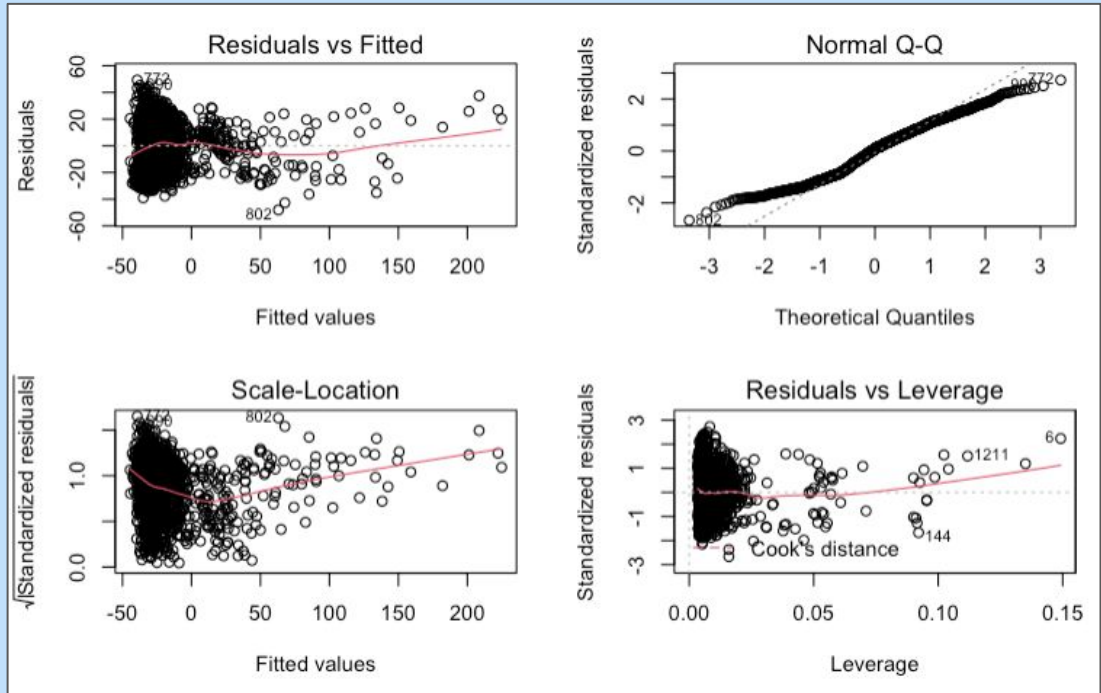 Residuals vs Fitted
Residuals
60
20
-20
-60
772
802
-50 0 50 100 150 200
Fitted values
Normal Q-Q
Standardized residuals
2
0
-2
772
802
-3 -2 -1 0 1 2 3
Theoretical Quantiles
Scale-Location
√|Standardized residuals|
1.0
0.0
772
802
-50 0 50 100 150 200
Fitted values
Residuals vs Leverage
Standardized residuals
3
1
-1
-3
6
1211
144
Cook's distance
0.00 0.05 0.10 0.15
Leverage